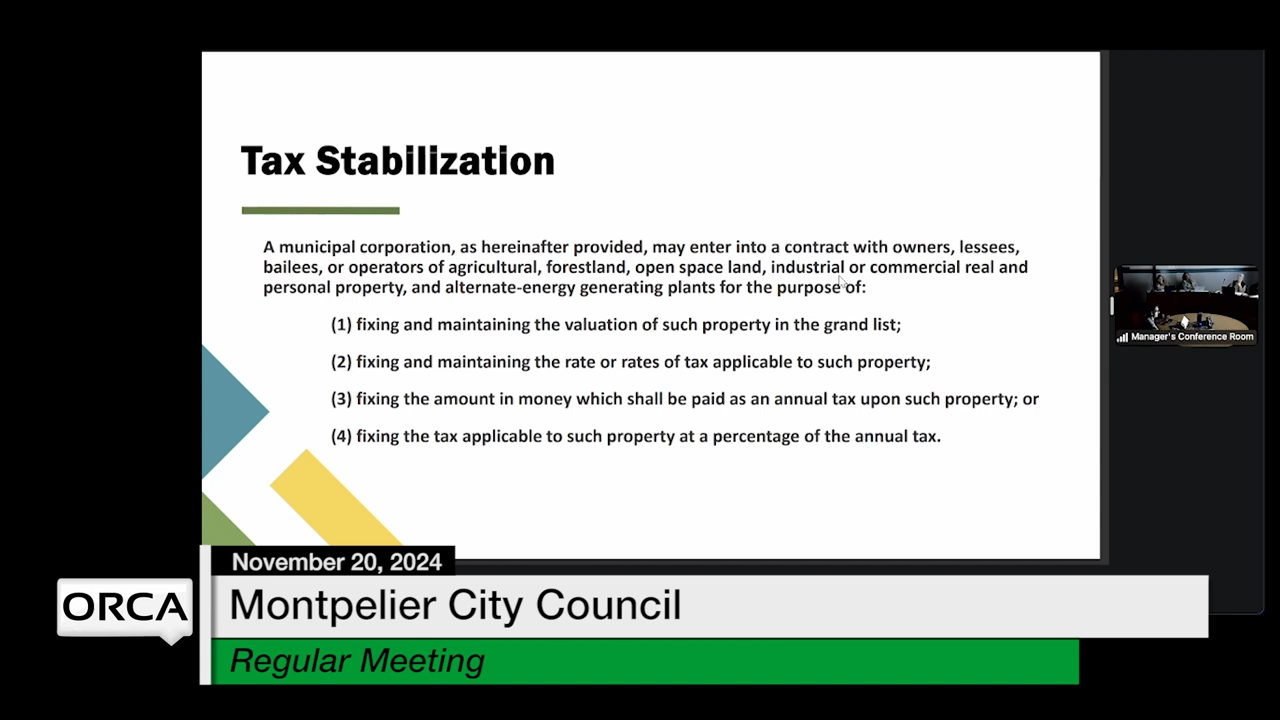 Tax Stabilization
A municipal corporation, as hereinafter provided, may enter into a contract with owners, lessees,
bailees, or operators of agricultural, forestland, open space land, industrial or commercial real and
personal property, and alternate-energy generating plants for the purpose of:
(1) fixing and maintaining the valuation of such property in the grand list;
(2) fixing and maintaining the rate or rates of tax applicable to such property;
(3) fixing the amount in money which shall be paid as an annual tax upon such property; or
(4) fixing the tax applicable to such property at a percentage of the annual tax.
Manager's Conference Room
November 20, 2024
ORCA
Montpelier City Council
Regular Meeting